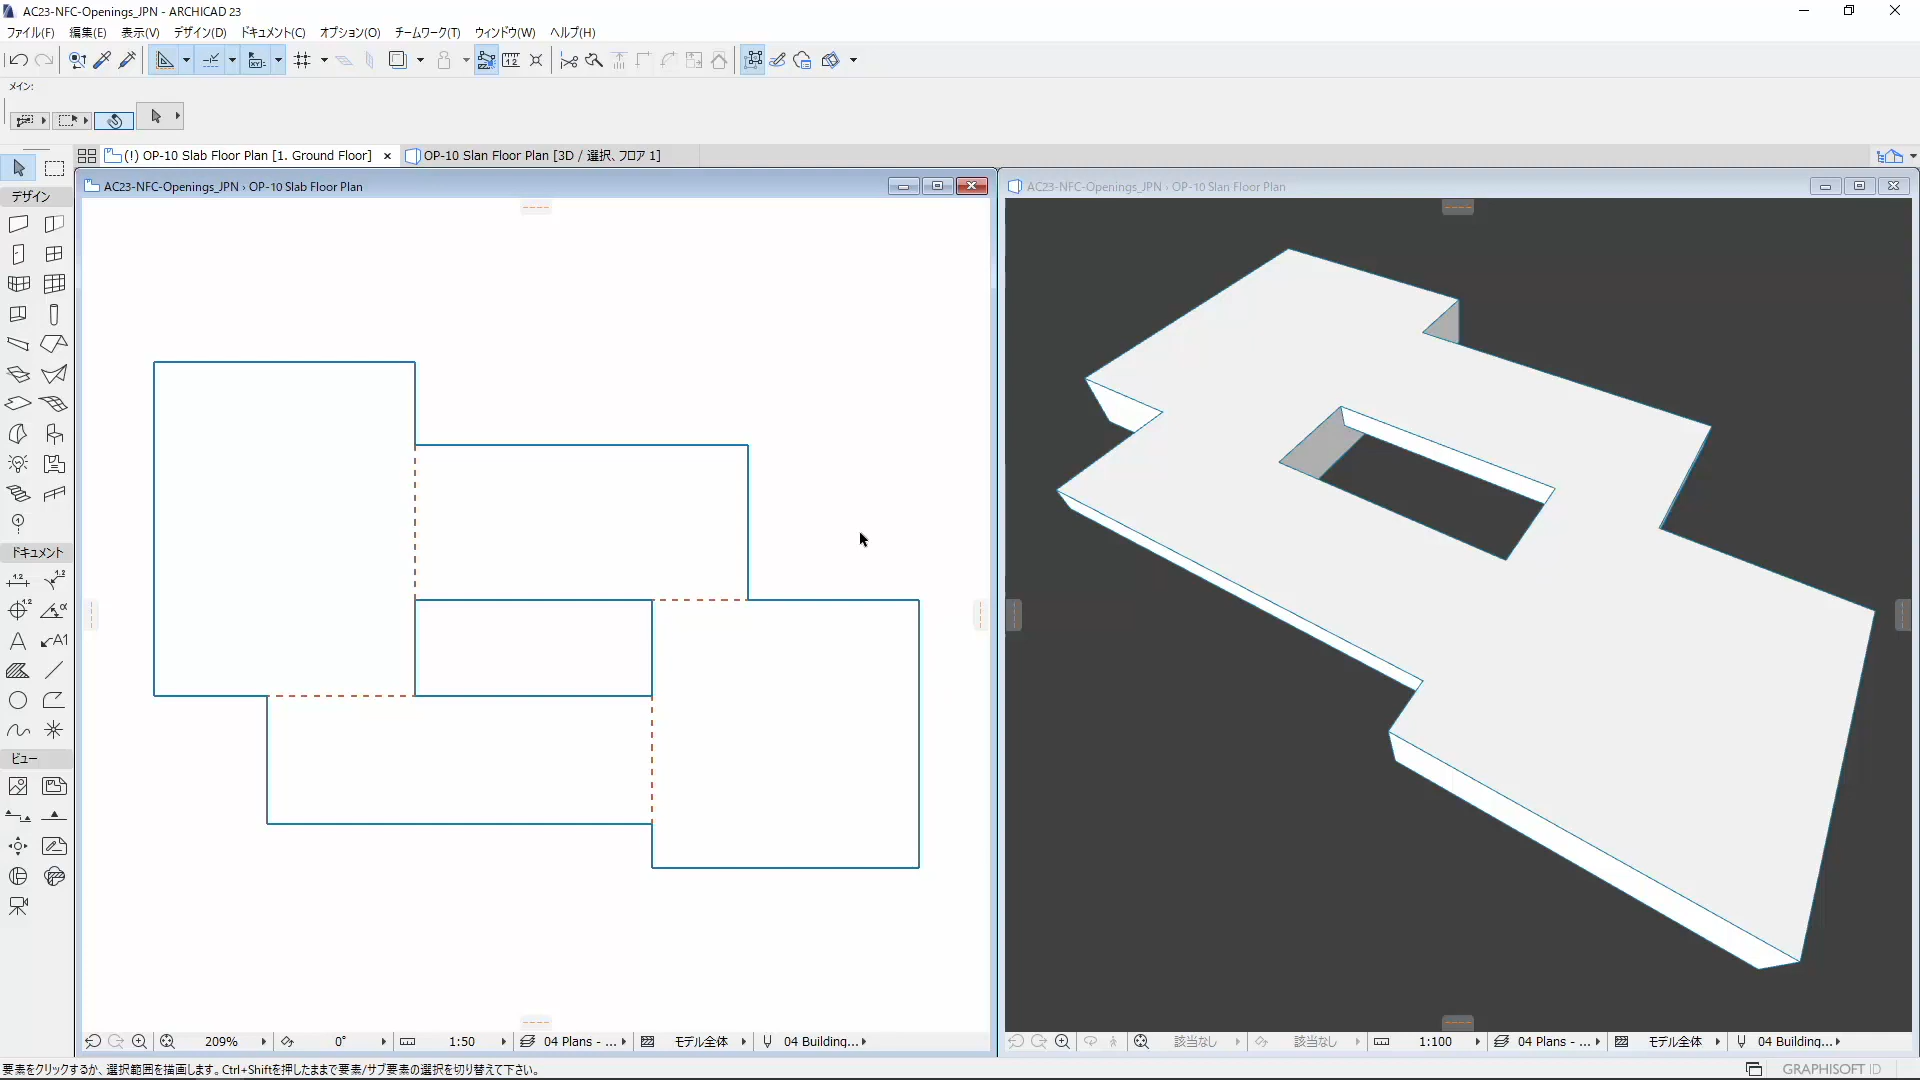 AC23-NFC-Openings_JPN - ARCHICAD 23
ファイル(F) 編集(E) 表示(V) デザイン(D) ドキュメント(C) オプション(O) チームワーク(T) ウィンドウ(W) ヘルプ(H)
メイン:
(!) OP-10 Slab Floor Plan [1. Ground Floor]
OP-10 Slan Floor Plan [3D / 選択、フロア 1]
AC23-NFC-Openings_JPN › OP-10 Slab Floor Plan
AC23-NFC-Openings_JPN › OP-10 Slan Floor Plan
デザイン
ドキュメント
ビュー
209% 0° 1:50 04 Plans - ... モデル全体 04 Building...
該当なし 該当なし 1:100 04 Plans - ... モデル全体 04 Building...
要素をクリックするか、選択範囲を描画します。Ctrl+Shiftを押したままで要素/サブ要素の選択を切り替えて下さい。
GRAPHISOFT ID